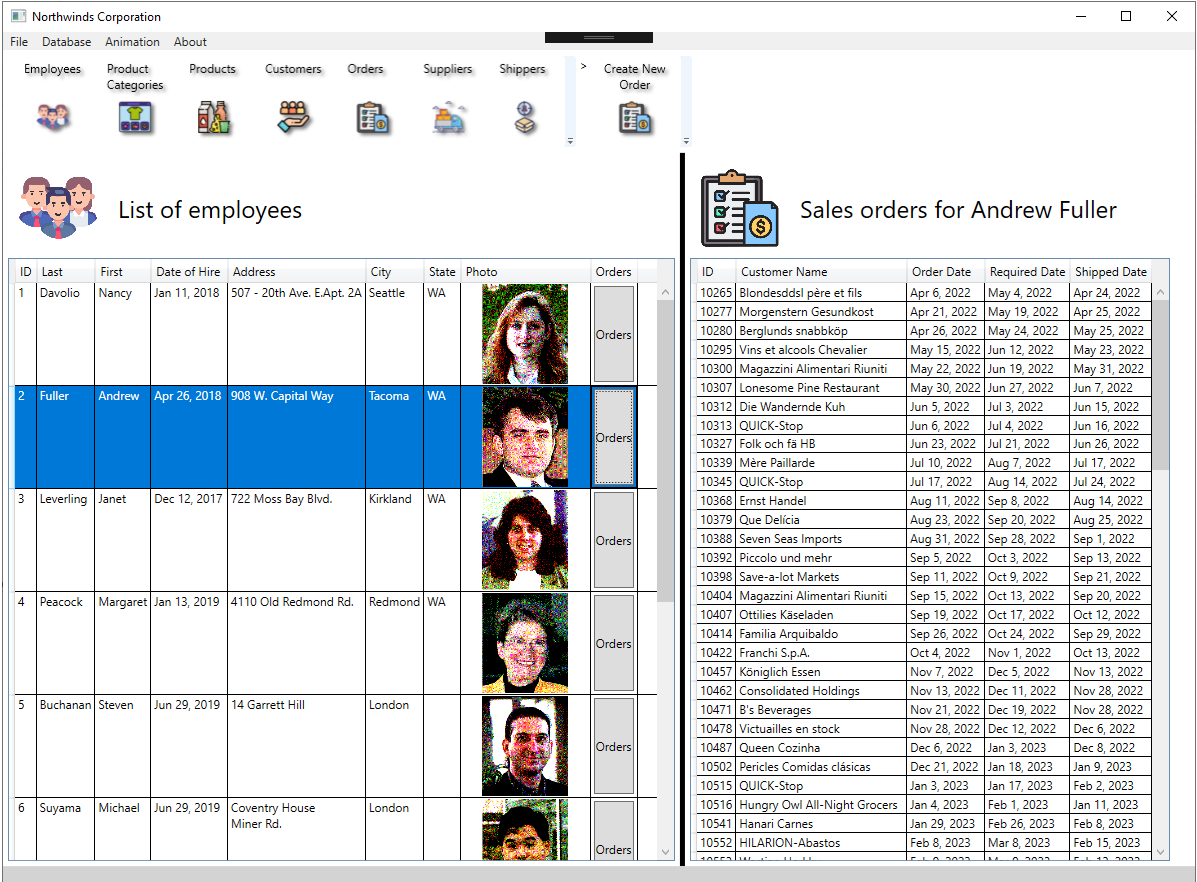 Northwinds Corporation
File Database Animation About
Employees Product Categories Products Customers Orders Suppliers Shippers > Create New Order
List of employees
ID Last First Date of Hire Address City State Photo Orders
1 Davolio Nancy Jan 11, 2018 507 - 20th Ave. E.Apt. 2A Seattle WA Orders
2 Fuller Andrew Apr 26, 2018 908 W. Capital Way Tacoma WA Orders
3 Leverling Janet Dec 12, 2017 722 Moss Bay Blvd. Kirkland WA Orders
4 Peacock Margaret Jan 13, 2019 4110 Old Redmond Rd. Redmond WA Orders
5 Buchanan Steven Jun 29, 2019 14 Garrett Hill London Orders
6 Suyama Michael Jun 29, 2019 Coventry House London Orders
Miner Rd.
Sales orders for Andrew Fuller
ID Customer Name Order Date Required Date Shipped Date
10265 Blondesddsl père et fils Apr 6, 2022 May 4, 2022 Apr 24, 2022
10277 Morgenstern Gesundkost Apr 21, 2022 May 19, 2022 Apr 25, 2022
10280 Berglunds snabbköp Apr 26, 2022 May 24, 2022 May 25, 2022
10295 Vins et alcools Chevalier May 15, 2022 Jun 12, 2022 May 23, 2022
10300 Magazzini Alimentari Riuniti May 22, 2022 Jun 19, 2022 May 31, 2022
10307 Lonesome Pine Restaurant May 30, 2022 Jun 27, 2022 Jun 7, 2022
10312 Die Wandernde Kuh Jun 5, 2022 Jul 3, 2022 Jun 15, 2022
10313 QUICK-Stop Jun 6, 2022 Jul 4, 2022 Jun 16, 2022
10327 Folk och fä HB Jun 23, 2022 Jul 21, 2022 Jun 26, 2022
10339 Mère Paillarde Jul 10, 2022 Aug 7, 2022 Jul 17, 2022
10345 QUICK-Stop Jul 17, 2022 Aug 14, 2022 Jul 24, 2022
10368 Ernst Handel Aug 11, 2022 Sep 8, 2022 Aug 14, 2022
10379 Que Delícia Aug 23, 2022 Sep 20, 2022 Aug 25, 2022
10388 Seven Seas Imports Aug 31, 2022 Sep 28, 2022 Sep 1, 2022
10392 Piccolo und mehr Sep 5, 2022 Oct 3, 2022 Sep 13, 2022
10398 Save-a-lot Markets Sep 11, 2022 Oct 9, 2022 Sep 21, 2022
10404 Magazzini Alimentari Riuniti Sep 15, 2022 Oct 13, 2022 Sep 20, 2022
10407 Ottilies Käseladen Sep 19, 2022 Oct 17, 2022 Oct 12, 2022
10414 Familia Arquibaldo Sep 26, 2022 Oct 24, 2022 Sep 29, 2022
10422 Franchi S.p.A. Oct 4, 2022 Nov 1, 2022 Oct 13, 2022
10457 Königlich Essen Nov 7, 2022 Dec 5, 2022 Nov 13, 2022
10462 Consolidated Holdings Nov 13, 2022 Dec 11, 2022 Nov 28, 2022
10471 B's Beverages Nov 21, 2022 Dec 19, 2022 Nov 28, 2022
10478 Victuailles en stock Nov 28, 2022 Dec 12, 2022 Dec 6, 2022
10487 Queen Cozinha Dec 6, 2022 Jan 3, 2023 Dec 8, 2022
10502 Pericles Comidas clásicas Dec 21, 2022 Jan 18, 2023 Jan 9, 2023
10515 QUICK-Stop Jan 3, 2023 Jan 17, 2023 Feb 2, 2023
10516 Hungry Owl All-Night Grocers Jan 4, 2023 Feb 1, 2023 Jan 11, 2023
10541 Hanari Carnes Jan 29, 2023 Feb 26, 2023 Feb 8, 2023
10552 HILARION-Abastos Feb 8, 2023 Mar 8, 2023 Feb 15, 2023